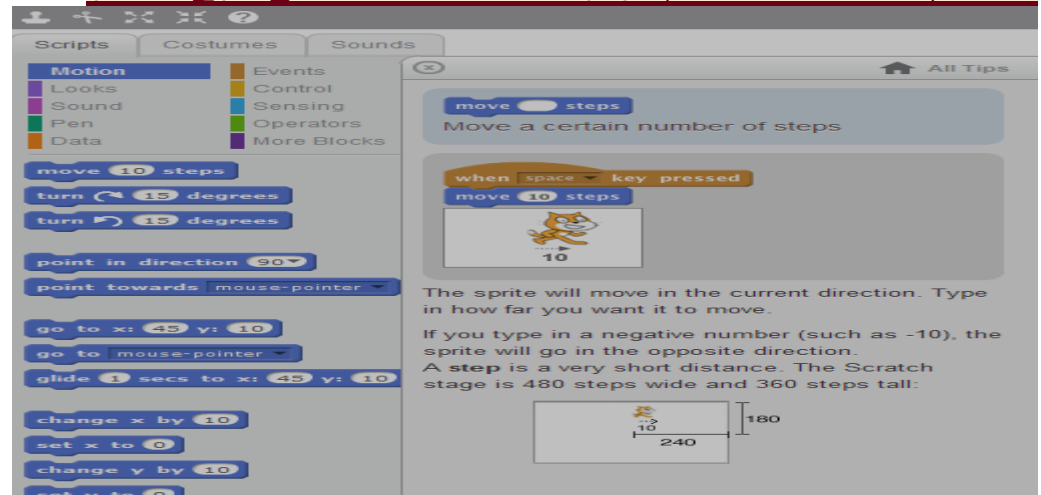 Scripts Costumes Sounds
Motion Events
Looks Control
Sound Sensing
Pen Operators
Data More Blocks
move 10 steps
turn 15 degrees
turn 15 degrees
point in direction 90
point towards mouse-pointer
go to x: 45 y: 10
go to mouse-pointer
glide 1 secs to x: 45 y: 10
change x by 10
set x to 0
change y by 10
All Tips
move steps
Move a certain number of steps
when space key pressed
move 10 steps
10
The sprite will move in the current direction. Type
in how far you want it to move.
If you type in a negative number (such as -10), the
sprite will go in the opposite direction.
A step is a very short distance. The Scratch
stage is 480 steps wide and 360 steps tall:
10
180
240